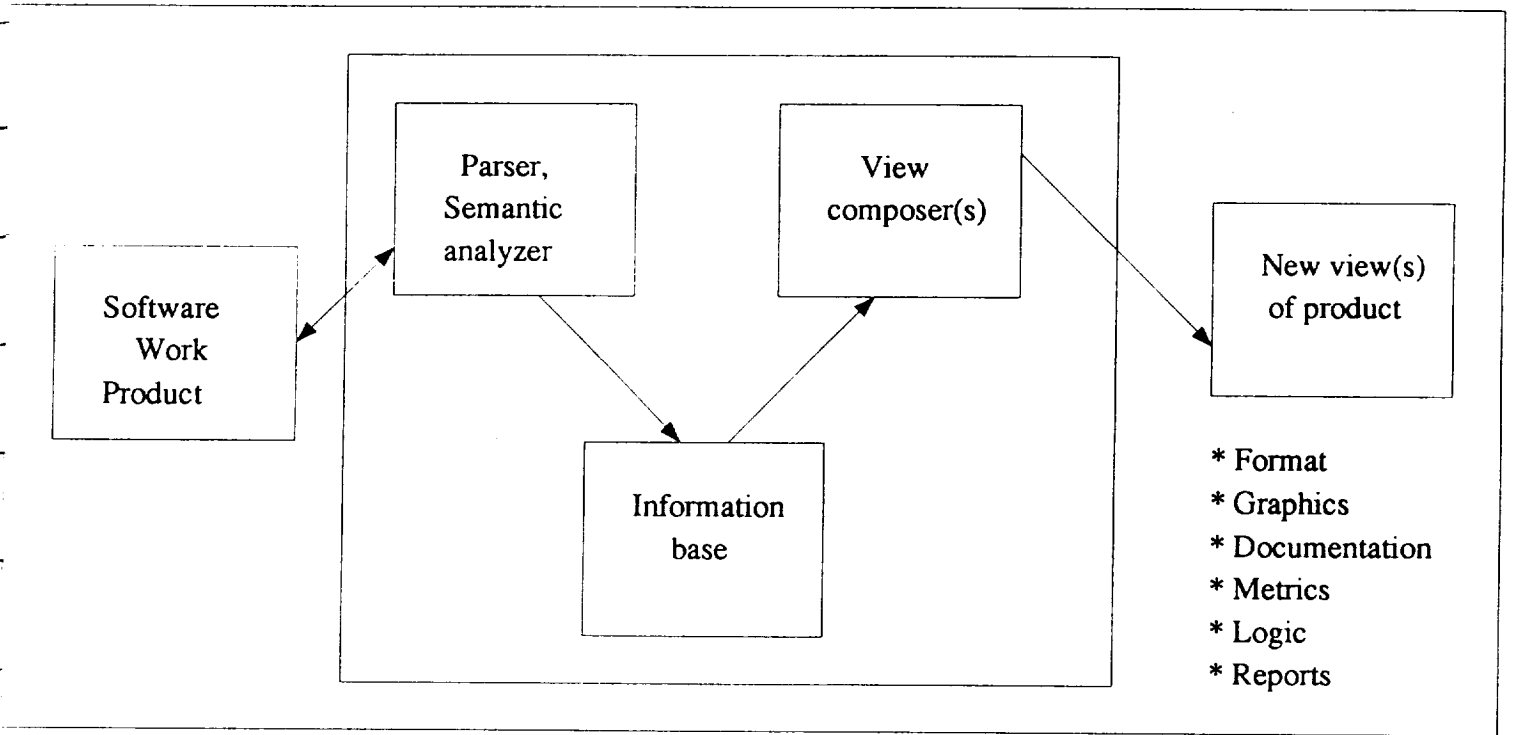 Software
Work
Product
Parser,
Semantic
analyzer
Information
base
View
composer(s)
New view(s)
of product
* Format
* Graphics
* Documentation
* Metrics
* Logic
* Reports